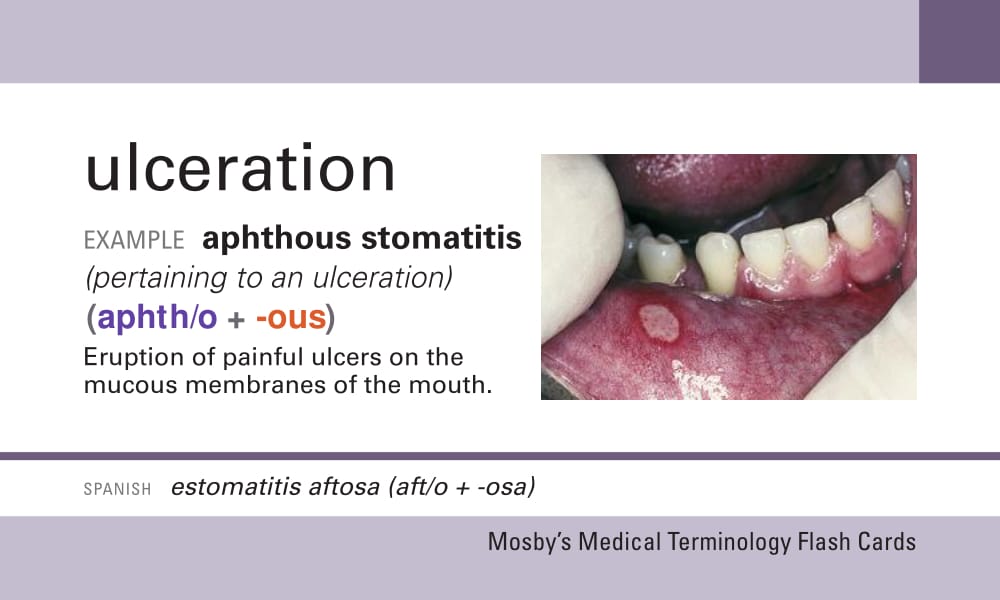 ulceration
EXAMPLE aphthous stomatitis
(pertaining to an ulceration)
(aphth/o + -ous)
Eruption of painful ulcers on the
mucous membranes of the mouth.
SPANISH estomatitis aftosa (aft/o + -osa)
Mosby's Medical Terminology Flash Cards